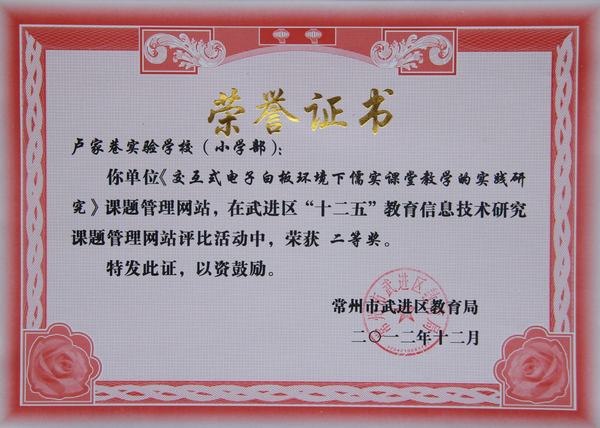 荣誉证书
卢家巷实验学校（小学部）：
你单位《交互式电子白板环境下儒实课堂教学的实践研
究》课题管理网站，在武进区“十二五”教育信息技术研究
课题管理网站评比活动中，荣获 二等奖。
特发此证，以资鼓励。
常州市武进区教育局
二〇一二年十二月